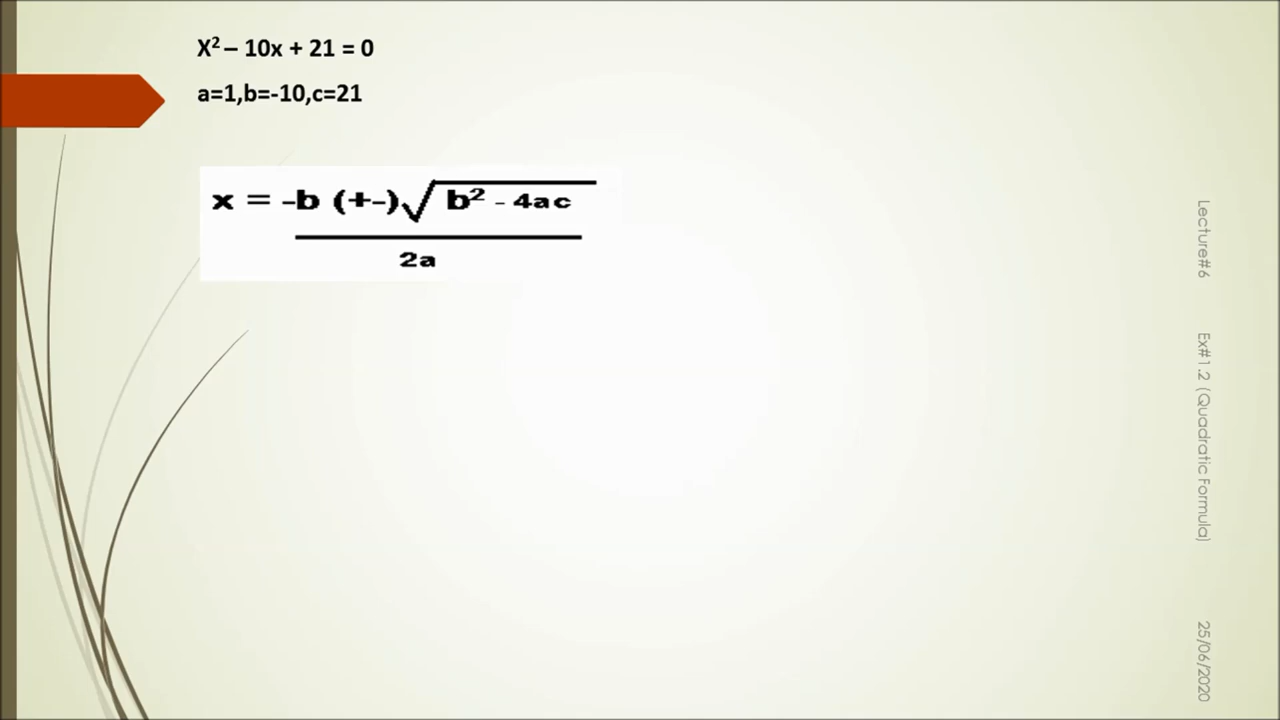 X² – 10x + 21 = 0
a=1,b=-10,c=21
x = -b (+-)√ b² - 4ac
2a
Lecture#6 Ex#1.2 (Quadratic Formula) 25/06/2020